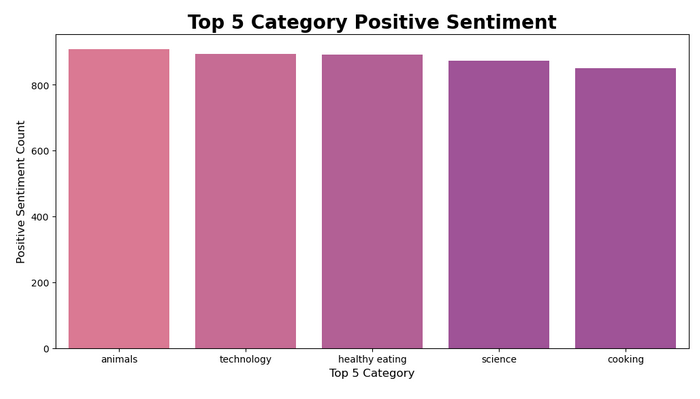 Top 5 Category Positive Sentiment
Positive Sentiment Count
800
600
400
200
0
animals technology healthy eating science cooking
Top 5 Category